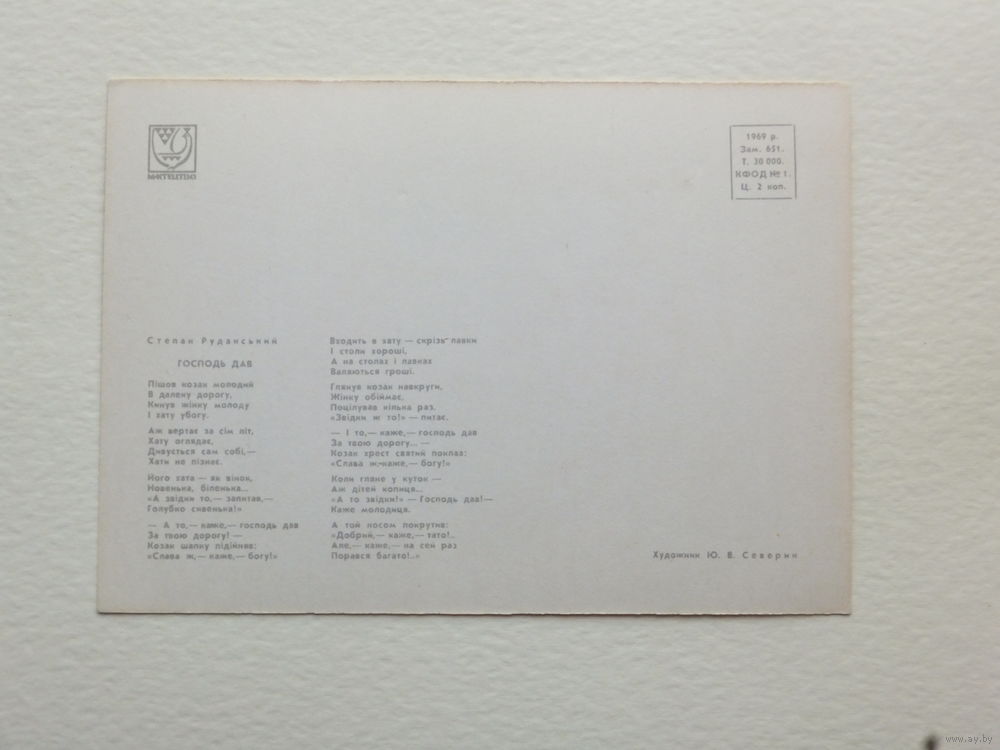 МИСТЕЦТВО
1969 р.
Зам. 651.
Т. 30 000.
КФОД № 1.
Ц. 2 коп.
Степан Руданський
ГОСПОДЬ ДАВ
Пішов козак молодий
В далеку дорогу,
Кинув жінку молоду
І хату убогу.
Аж вертає за сім літ,
Хату оглядає,
Дивується сам собі,—
Хати не пізнає.
Його хата — як вінок,
Новенька, біленька...
«А звідки то,— запитав,—
Голубко сивенька!»
— А то,— каже,— господь дав
За твою дорогу! —
Козак шапку підійняв:
«Слава ж,— каже,— богу!»
Входить в хату — скрізь лавки
І столи хороші,
А на столах і лавках
Валяються гроші.
Глянув козак навкруги,
Жінку обіймає,
Поцілував кілька раз,
«Звідки ж то!» — питає.
— І то,— каже,— господь дав
За твою дорогу... —
Козак хрест святий поклав:
«Слава ж,—каже,— богу!»
Коли гляне у куток —
Аж дітей копиця...
«А то звідки!» — Господь дав!—
Каже молодиця.
А той носом покрутив:
«Добрий,— каже,— тато!..
Але,— каже,— на сей раз
Порався багато!..»
Художник Ю. В. Северин
www.ay.by